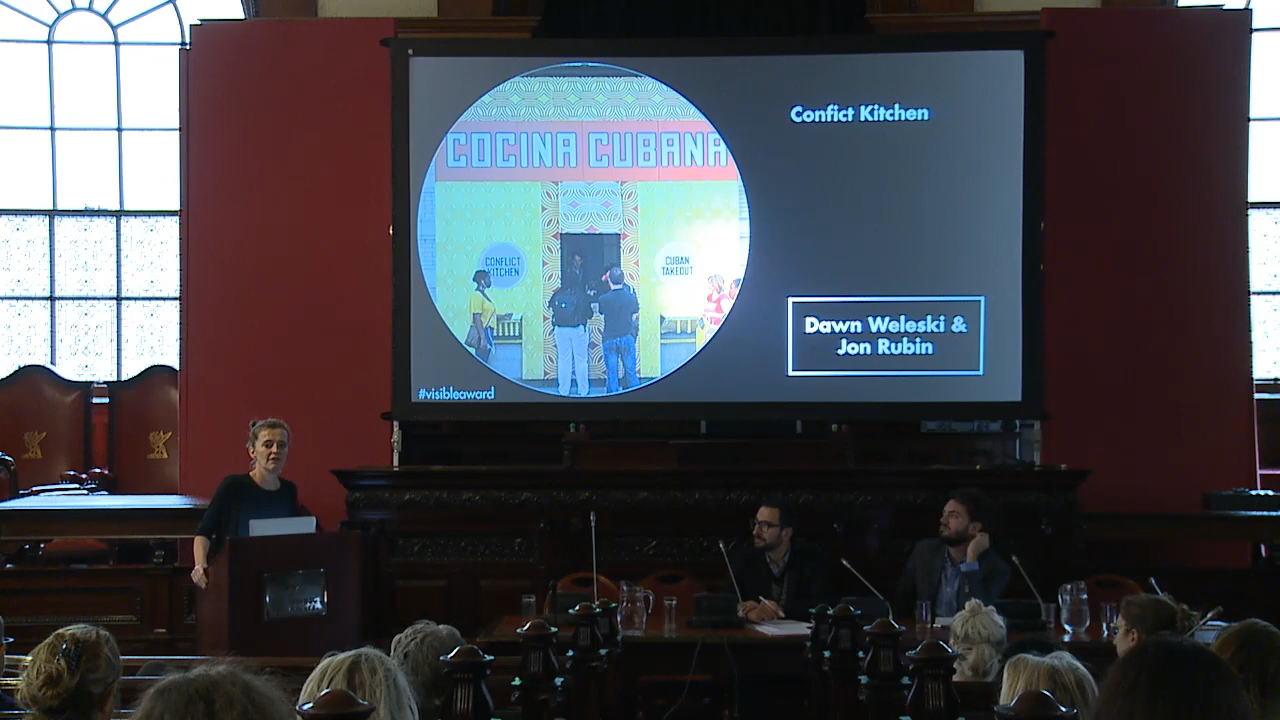 COCINA CUBANA
CONFLICT
KITCHEN
CUBAN
TAKEOUT
Confict Kitchen
Dawn Weleski &
Jon Rubin
#visibleaward